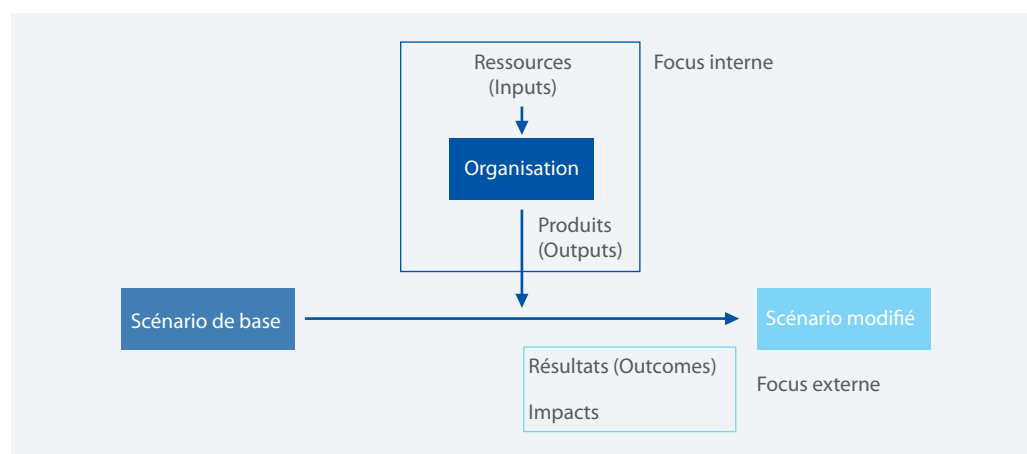 Ressources
(Inputs)
Focus interne
Organisation
Produits
(Outputs)
Scénario de base
Scénario modifié
Résultats (Outcomes)
Impacts
Focus externe